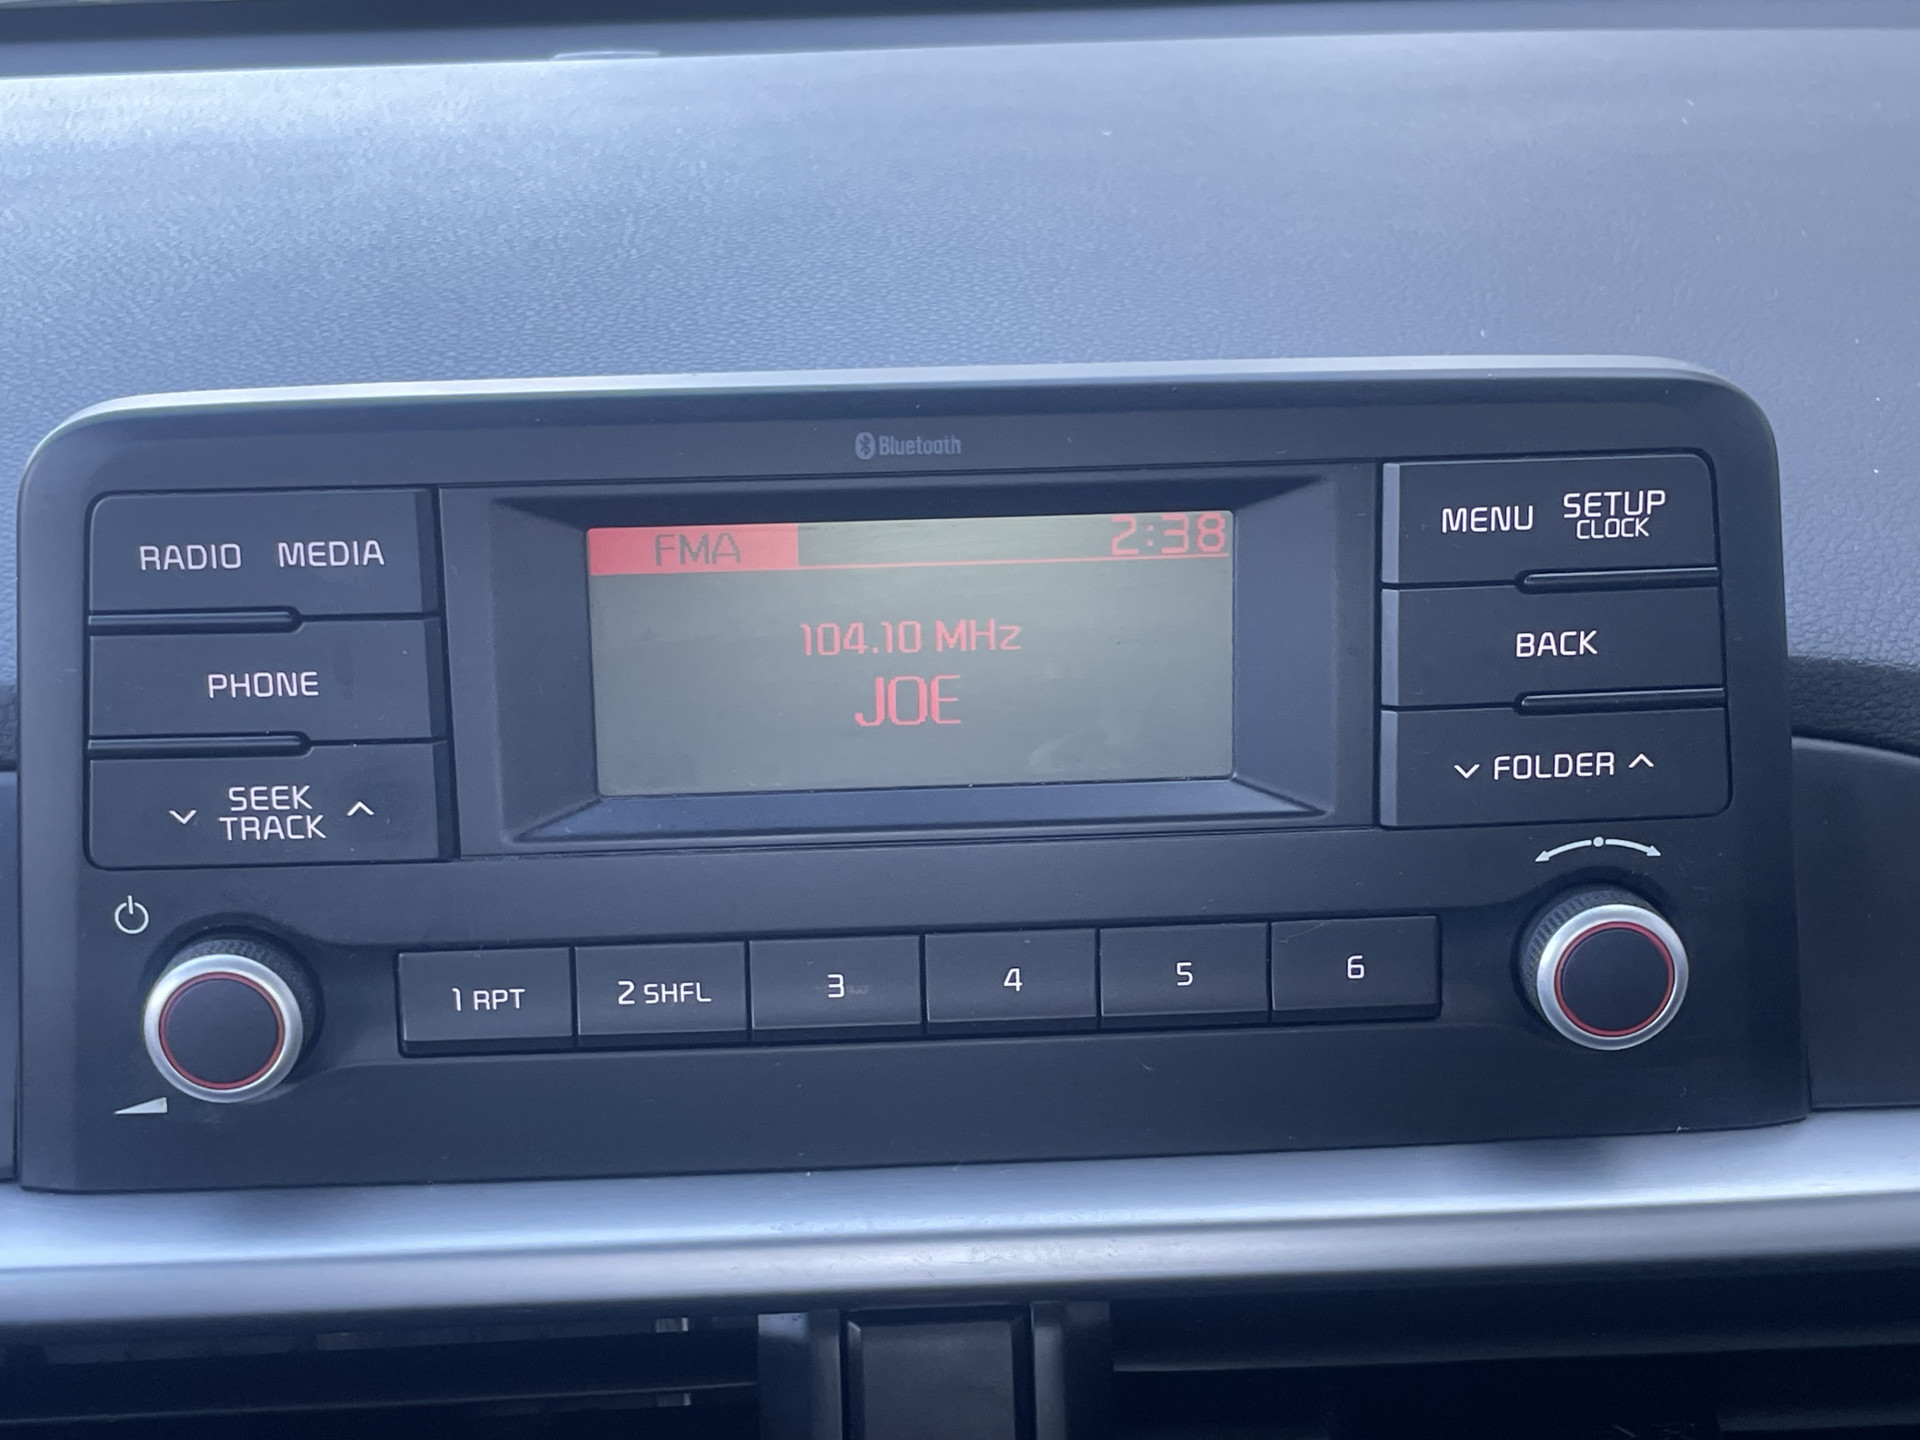 Bluetooth
RADIO MEDIA
FMA 2:38
MENU SETUP
CLOCK
104.10 MHz
JOE
PHONE
BACK
SEEK
TRACK
FOLDER
1 RPT
2 SHFL
3
4
5
6